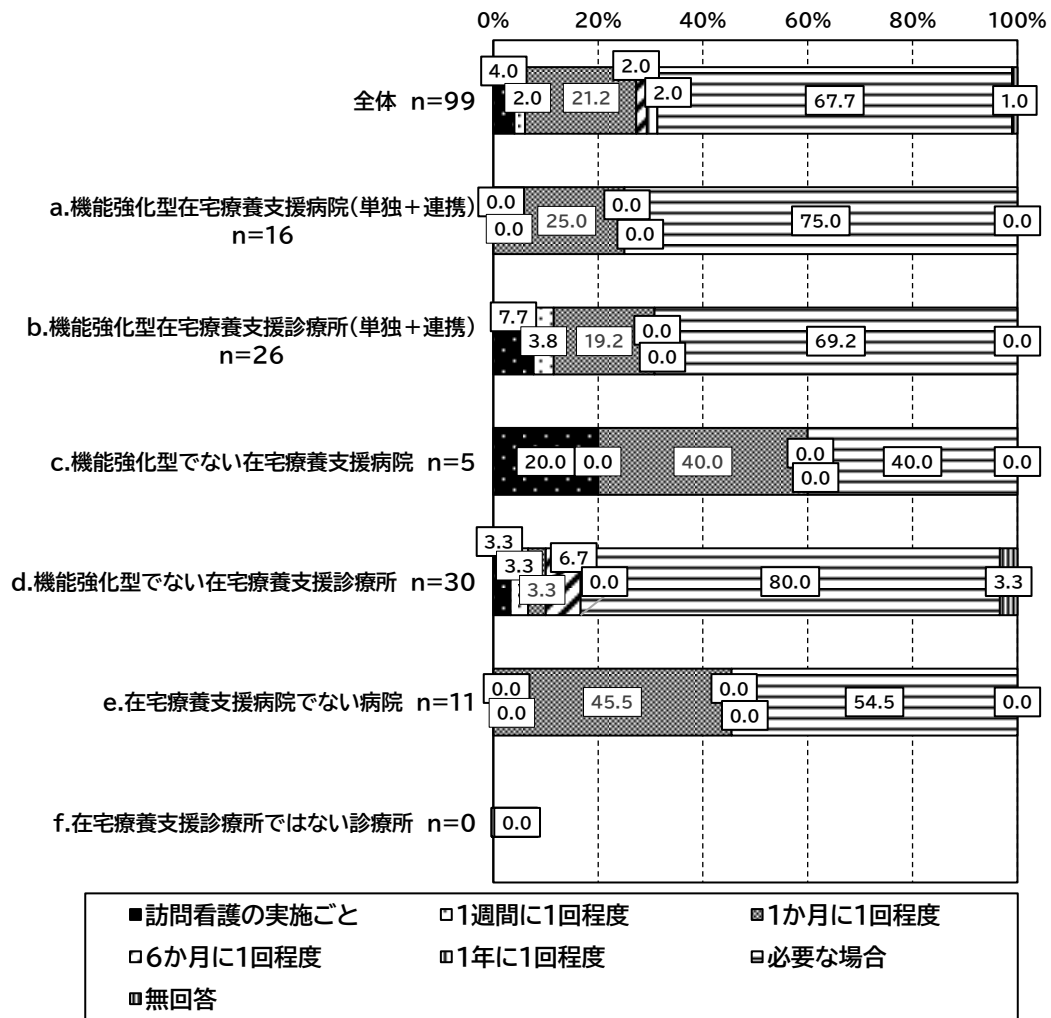 0% 20% 40% 60% 80% 100%
全体 n=99
4.0 2.0 21.2 2.0 2.0 67.7 1.0
a.機能強化型在宅療養支援病院(単独+連携)
n=16
0.0 0.0 25.0 0.0 0.0 75.0 0.0
b.機能強化型在宅療養支援診療所(単独+連携)
n=26
7.7 3.8 19.2 0.0 0.0 69.2 0.0
c.機能強化型でない在宅療養支援病院 n=5
20.0 0.0 40.0 0.0 0.0 40.0 0.0
d.機能強化型でない在宅療養支援診療所 n=30
3.3 3.3 3.3 6.7 0.0 80.0 3.3
e.在宅療養支援病院でない病院 n=11
0.0 0.0 45.5 0.0 0.0 54.5 0.0
f.在宅療養支援診療所ではない診療所 n=0
0.0
訪問看護の実施ごと 1週間に1回程度 1か月に1回程度
6か月に1回程度 1年に1回程度 必要な場合
無回答